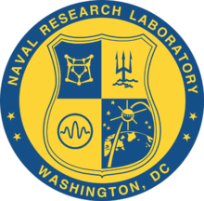 NAVAL RESEARCH LABORATORY
WASHINGTON, DC